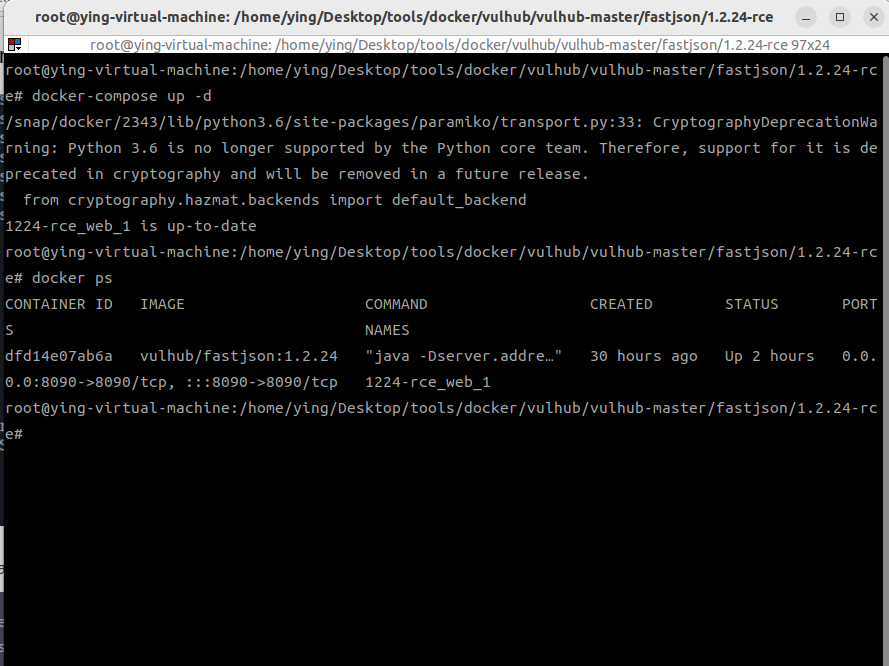 root@ying-virtual-machine: /home/ying/Desktop/tools/docker/vulhub/vulhub-master/fastjson/1.2.24-rce
root@ying-virtual-machine: /home/ying/Desktop/tools/docker/vulhub/vulhub-master/fastjson/1.2.24-rce 97x24
root@ying-virtual-machine:/home/ying/Desktop/tools/docker/vulhub/vulhub-master/fastjson/1.2.24-rc
e# docker-compose up -d
/snap/docker/2343/lib/python3.6/site-packages/paramiko/transport.py:33: CryptographyDeprecationWa
rning: Python 3.6 is no longer supported by the Python core team. Therefore, support for it is de
precated in cryptography and will be removed in a future release.
  from cryptography.hazmat.backends import default_backend
1224-rce_web_1 is up-to-date
root@ying-virtual-machine:/home/ying/Desktop/tools/docker/vulhub/vulhub-master/fastjson/1.2.24-rc
e# docker ps
CONTAINER ID   IMAGE                    COMMAND                  CREATED        STATUS       PORT
S                                       NAMES
dfd14e07ab6a   vulhub/fastjson:1.2.24   "java -Dserver.addre…"   30 hours ago   Up 2 hours   0.0.
0.0:8090->8090/tcp, :::8090->8090/tcp   1224-rce_web_1
root@ying-virtual-machine:/home/ying/Desktop/tools/docker/vulhub/vulhub-master/fastjson/1.2.24-rc
e#